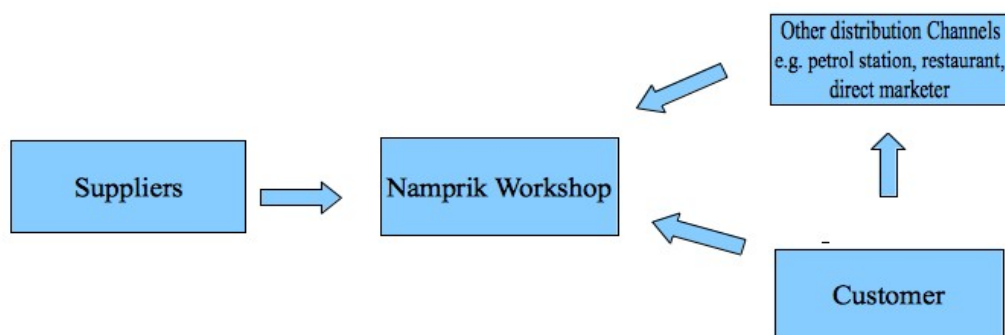 Other distribution Channels
e.g. petrol station, restaurant,
direct marketer
Suppliers
Namprik Workshop
Customer